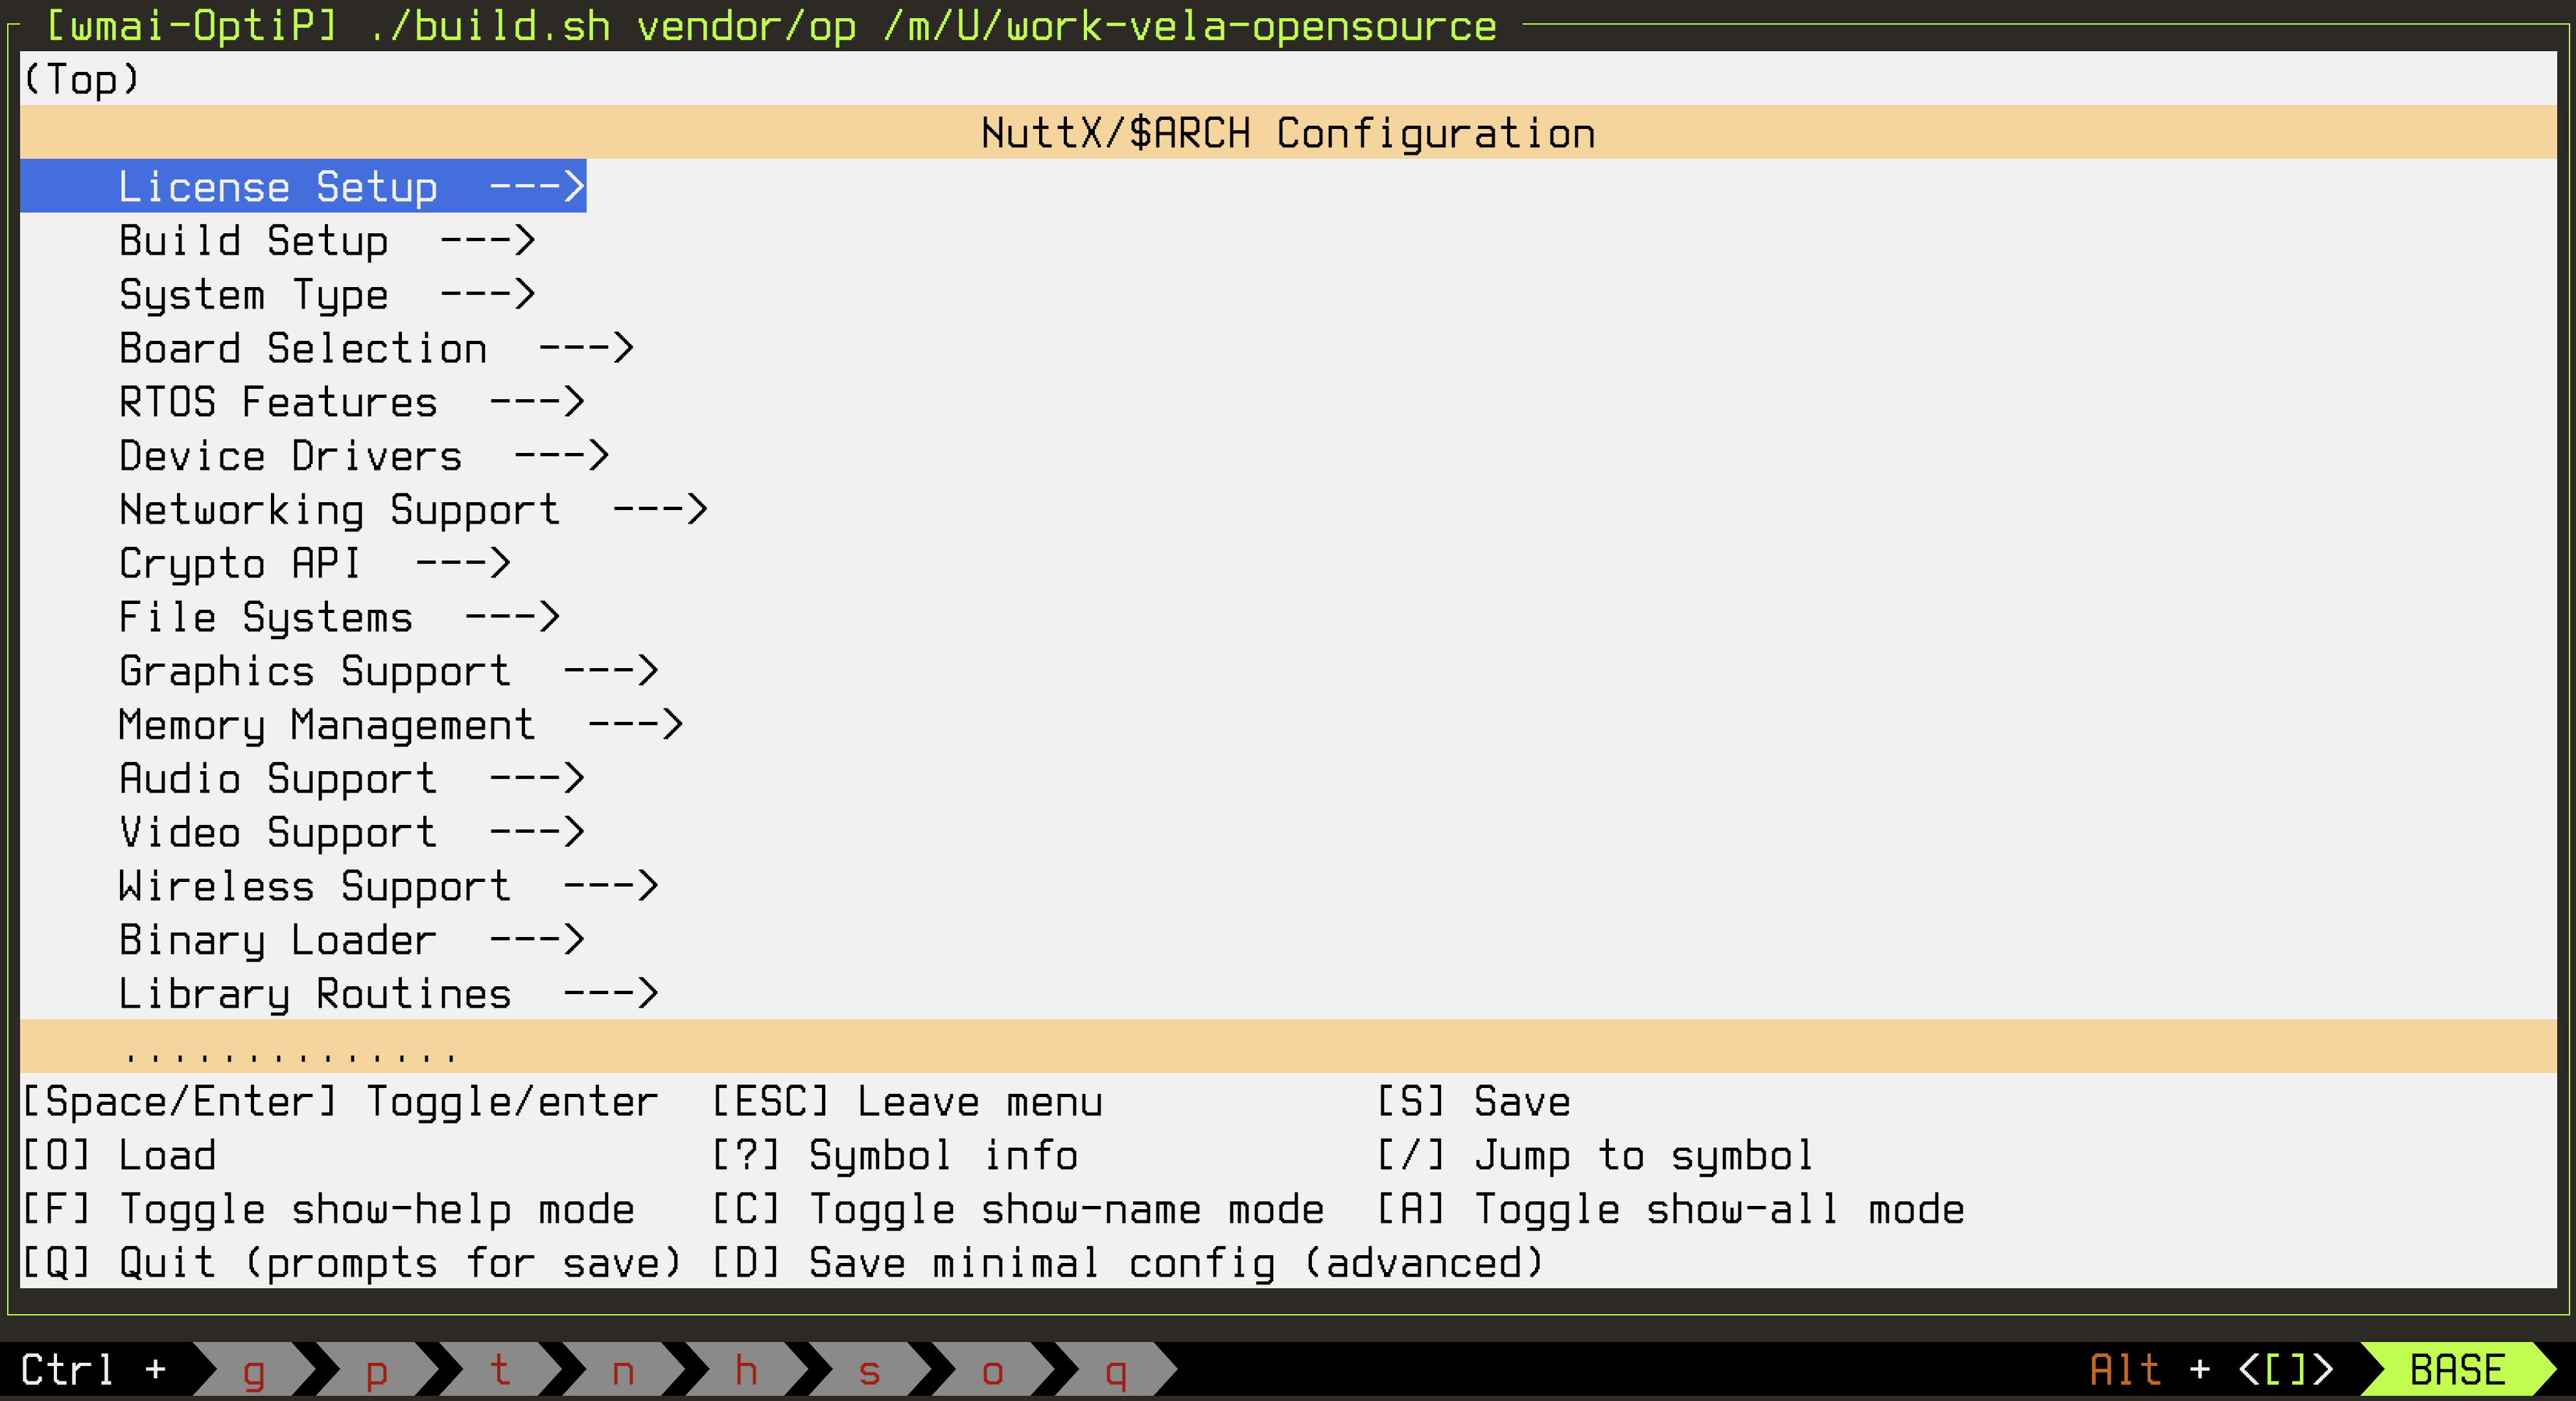 [wmai-OptiP] ./build.sh vendor/op /m/U/work-vela-opensource
(Top)
NuttX/$ARCH Configuration
License Setup  --->
Build Setup  --->
System Type  --->
Board Selection  --->
RTOS Features  --->
Device Drivers  --->
Networking Support  --->
Crypto API  --->
File Systems  --->
Graphics Support  --->
Memory Management  --->
Audio Support  --->
Video Support  --->
Wireless Support  --->
Binary Loader  --->
Library Routines  --->
..............
[Space/Enter] Toggle/enter  [ESC] Leave menu           [S] Save
[O] Load                    [?] Symbol info            [/] Jump to symbol
[F] Toggle show-help mode   [C] Toggle show-name mode  [A] Toggle show-all mode
[Q] Quit (prompts for save) [D] Save minimal config (advanced)
Ctrl + g p t n h s o q Alt + <[]> BASE